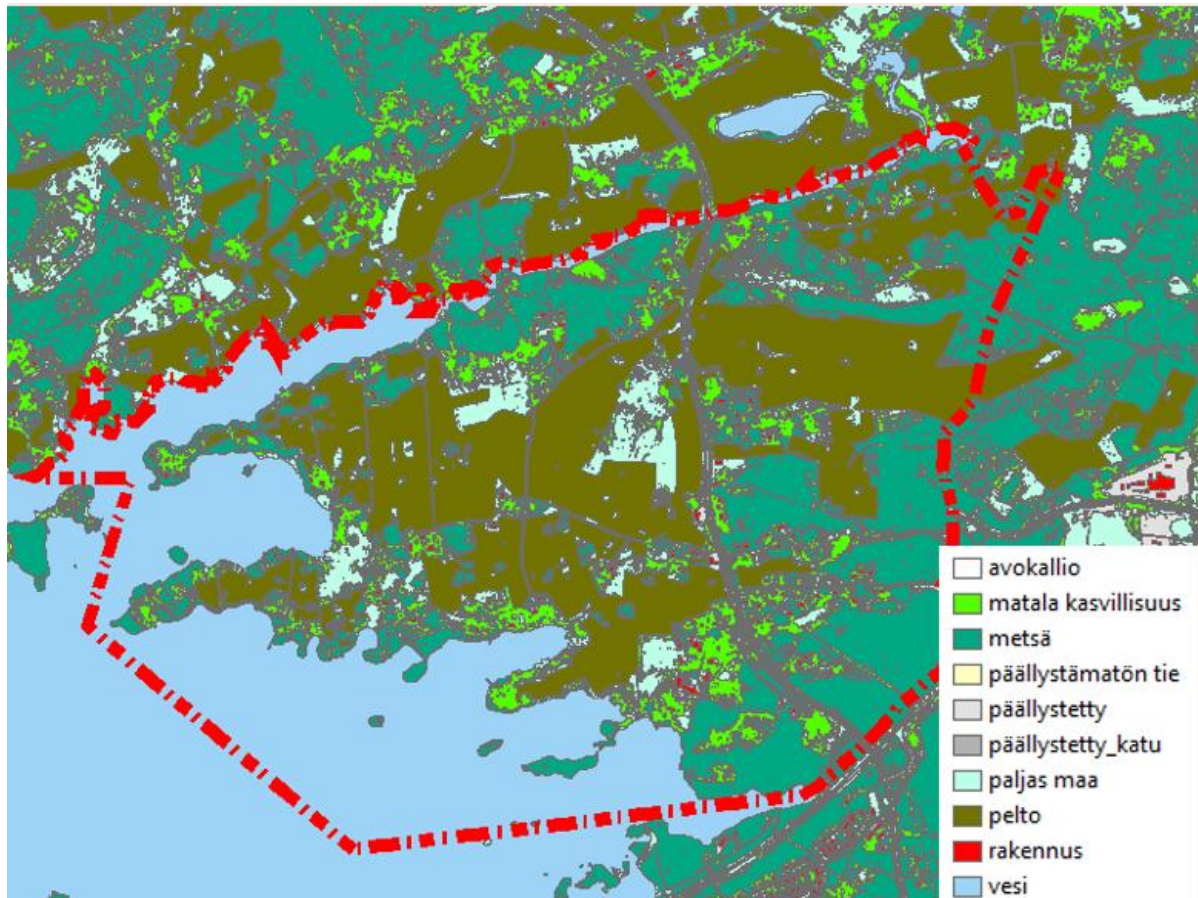 avokallio
matala kasvillisuus
metsä
päällystämätön tie
päällystetty
päällystetty_katu
paljas maa
pelto
rakennus
vesi